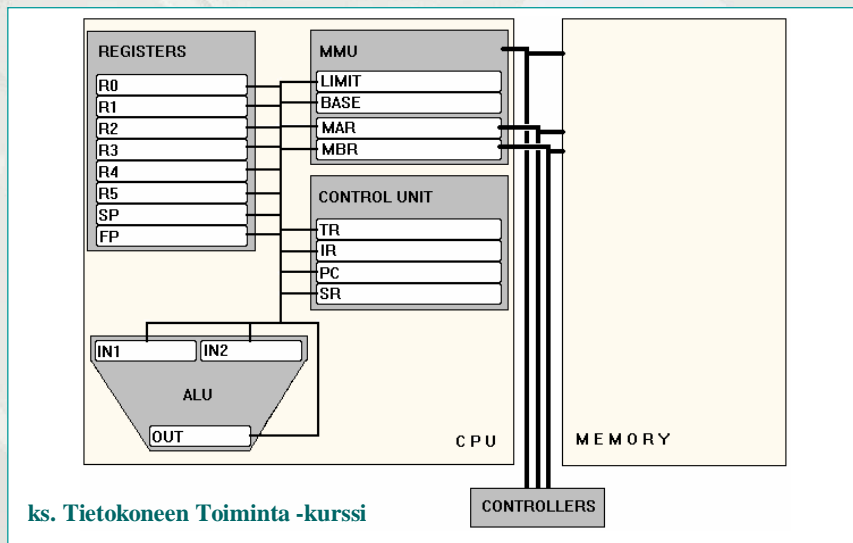 REGISTERS
R0
R1
R2
R3
R4
R5
SP
FP
MMU
LIMIT
BASE
MAR
MBR
CONTROL UNIT
TR
IR
PC
SR
IN1 IN2
ALU
OUT
CPU
MEMORY
CONTROLLERS
ks. Tietokoneen Toiminta -kurssi